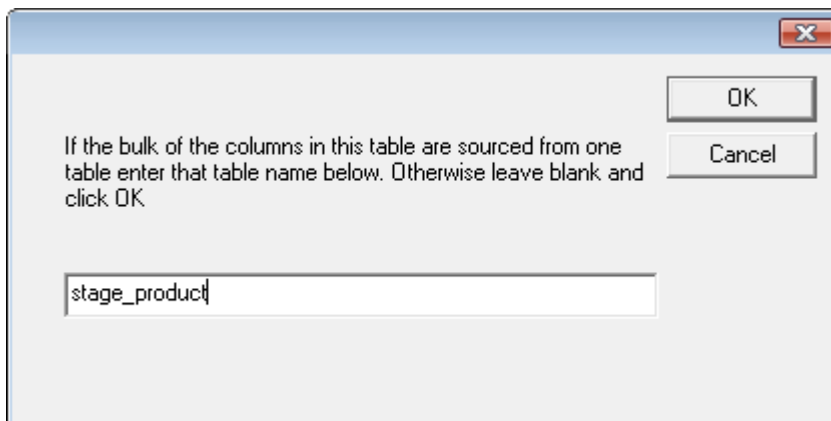 OK
If the bulk of the columns in this table are sourced from one
table enter that table name below. Otherwise leave blank and
click OK
Cancel
stage_product